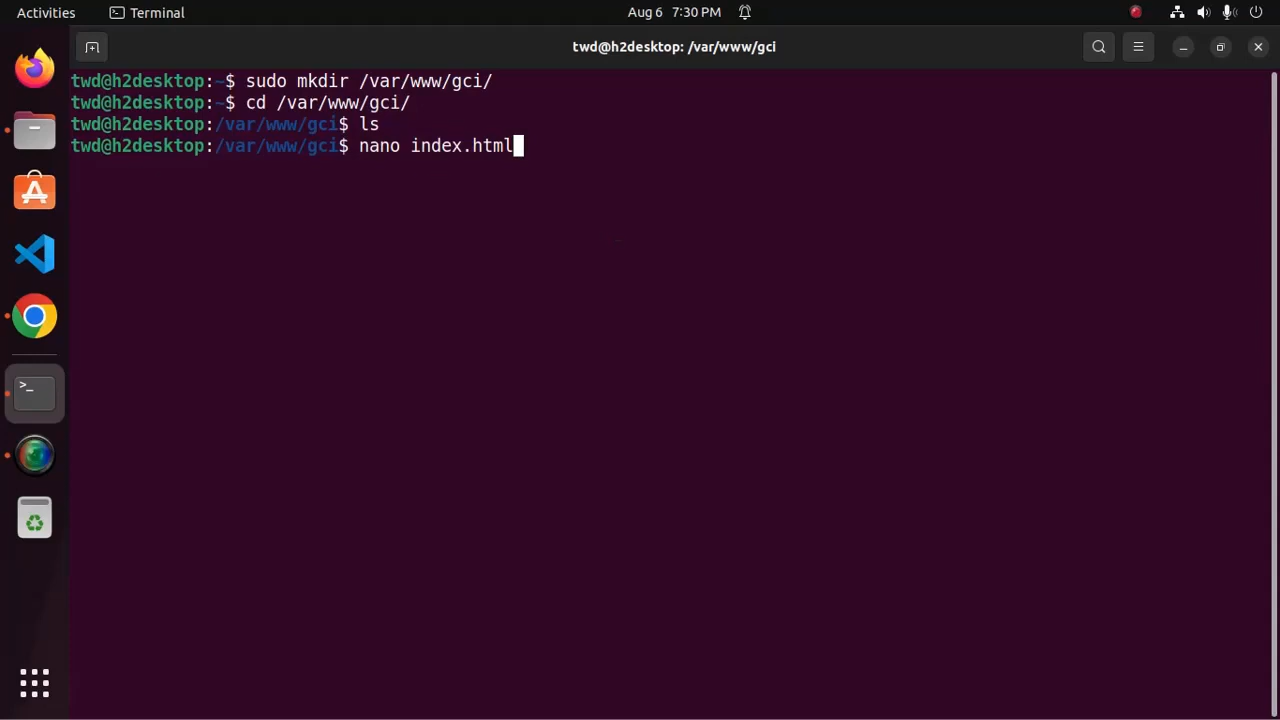 Activities Terminal Aug 6 7:30 PM
twd@h2desktop: /var/www/gci
twd@h2desktop:~$ sudo mkdir /var/www/gci/
twd@h2desktop:~$ cd /var/www/gci/
twd@h2desktop:/var/www/gci$ ls
twd@h2desktop:/var/www/gci$ nano index.html